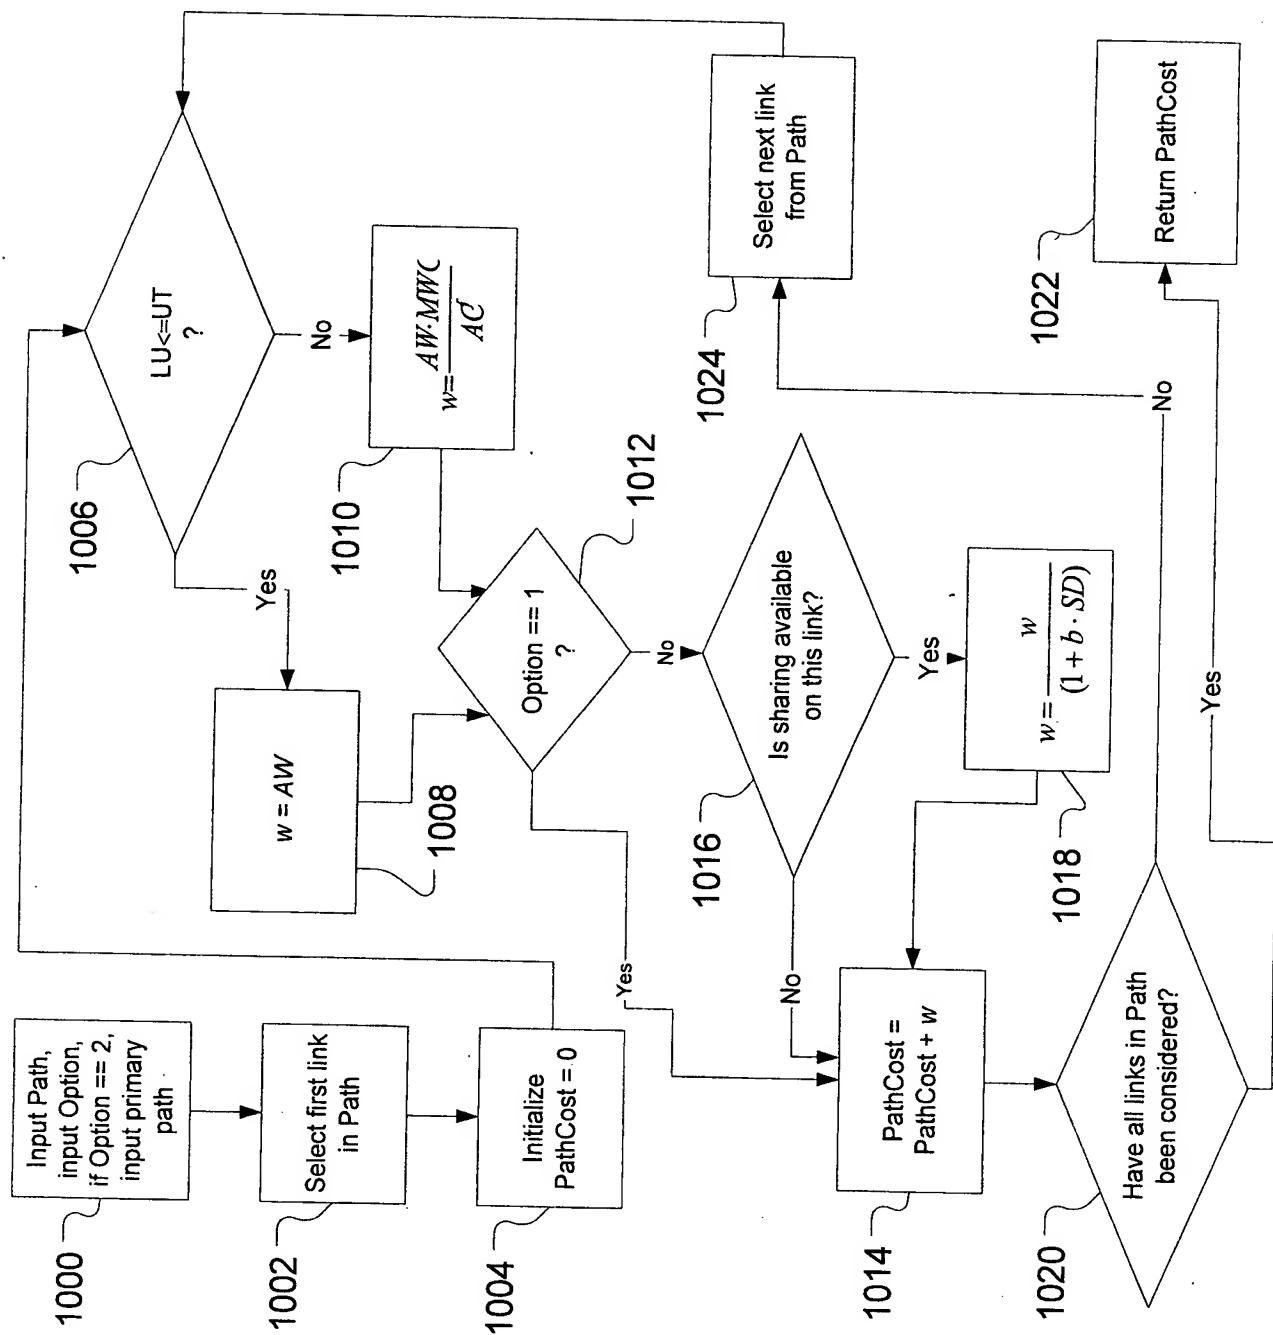 Input Path,
input Option,
if Option == 2,
input primary
path
1000
Select first link
in Path
1002
Initialize
PathCost = 0
1004
LU<=UT
?
1006
Yes
No
w = AW
1008
w= AW·MWC
AC
1010
Option == 1
?
1012
Yes
No
Is sharing available
on this link?
1016
No
Yes
w= w
(1 + b · SD)
1018
PathCost =
PathCost + w
1014
Have all links in Path
been considered?
1020
No
Yes
Select next link
from Path
1024
Return PathCost
1022